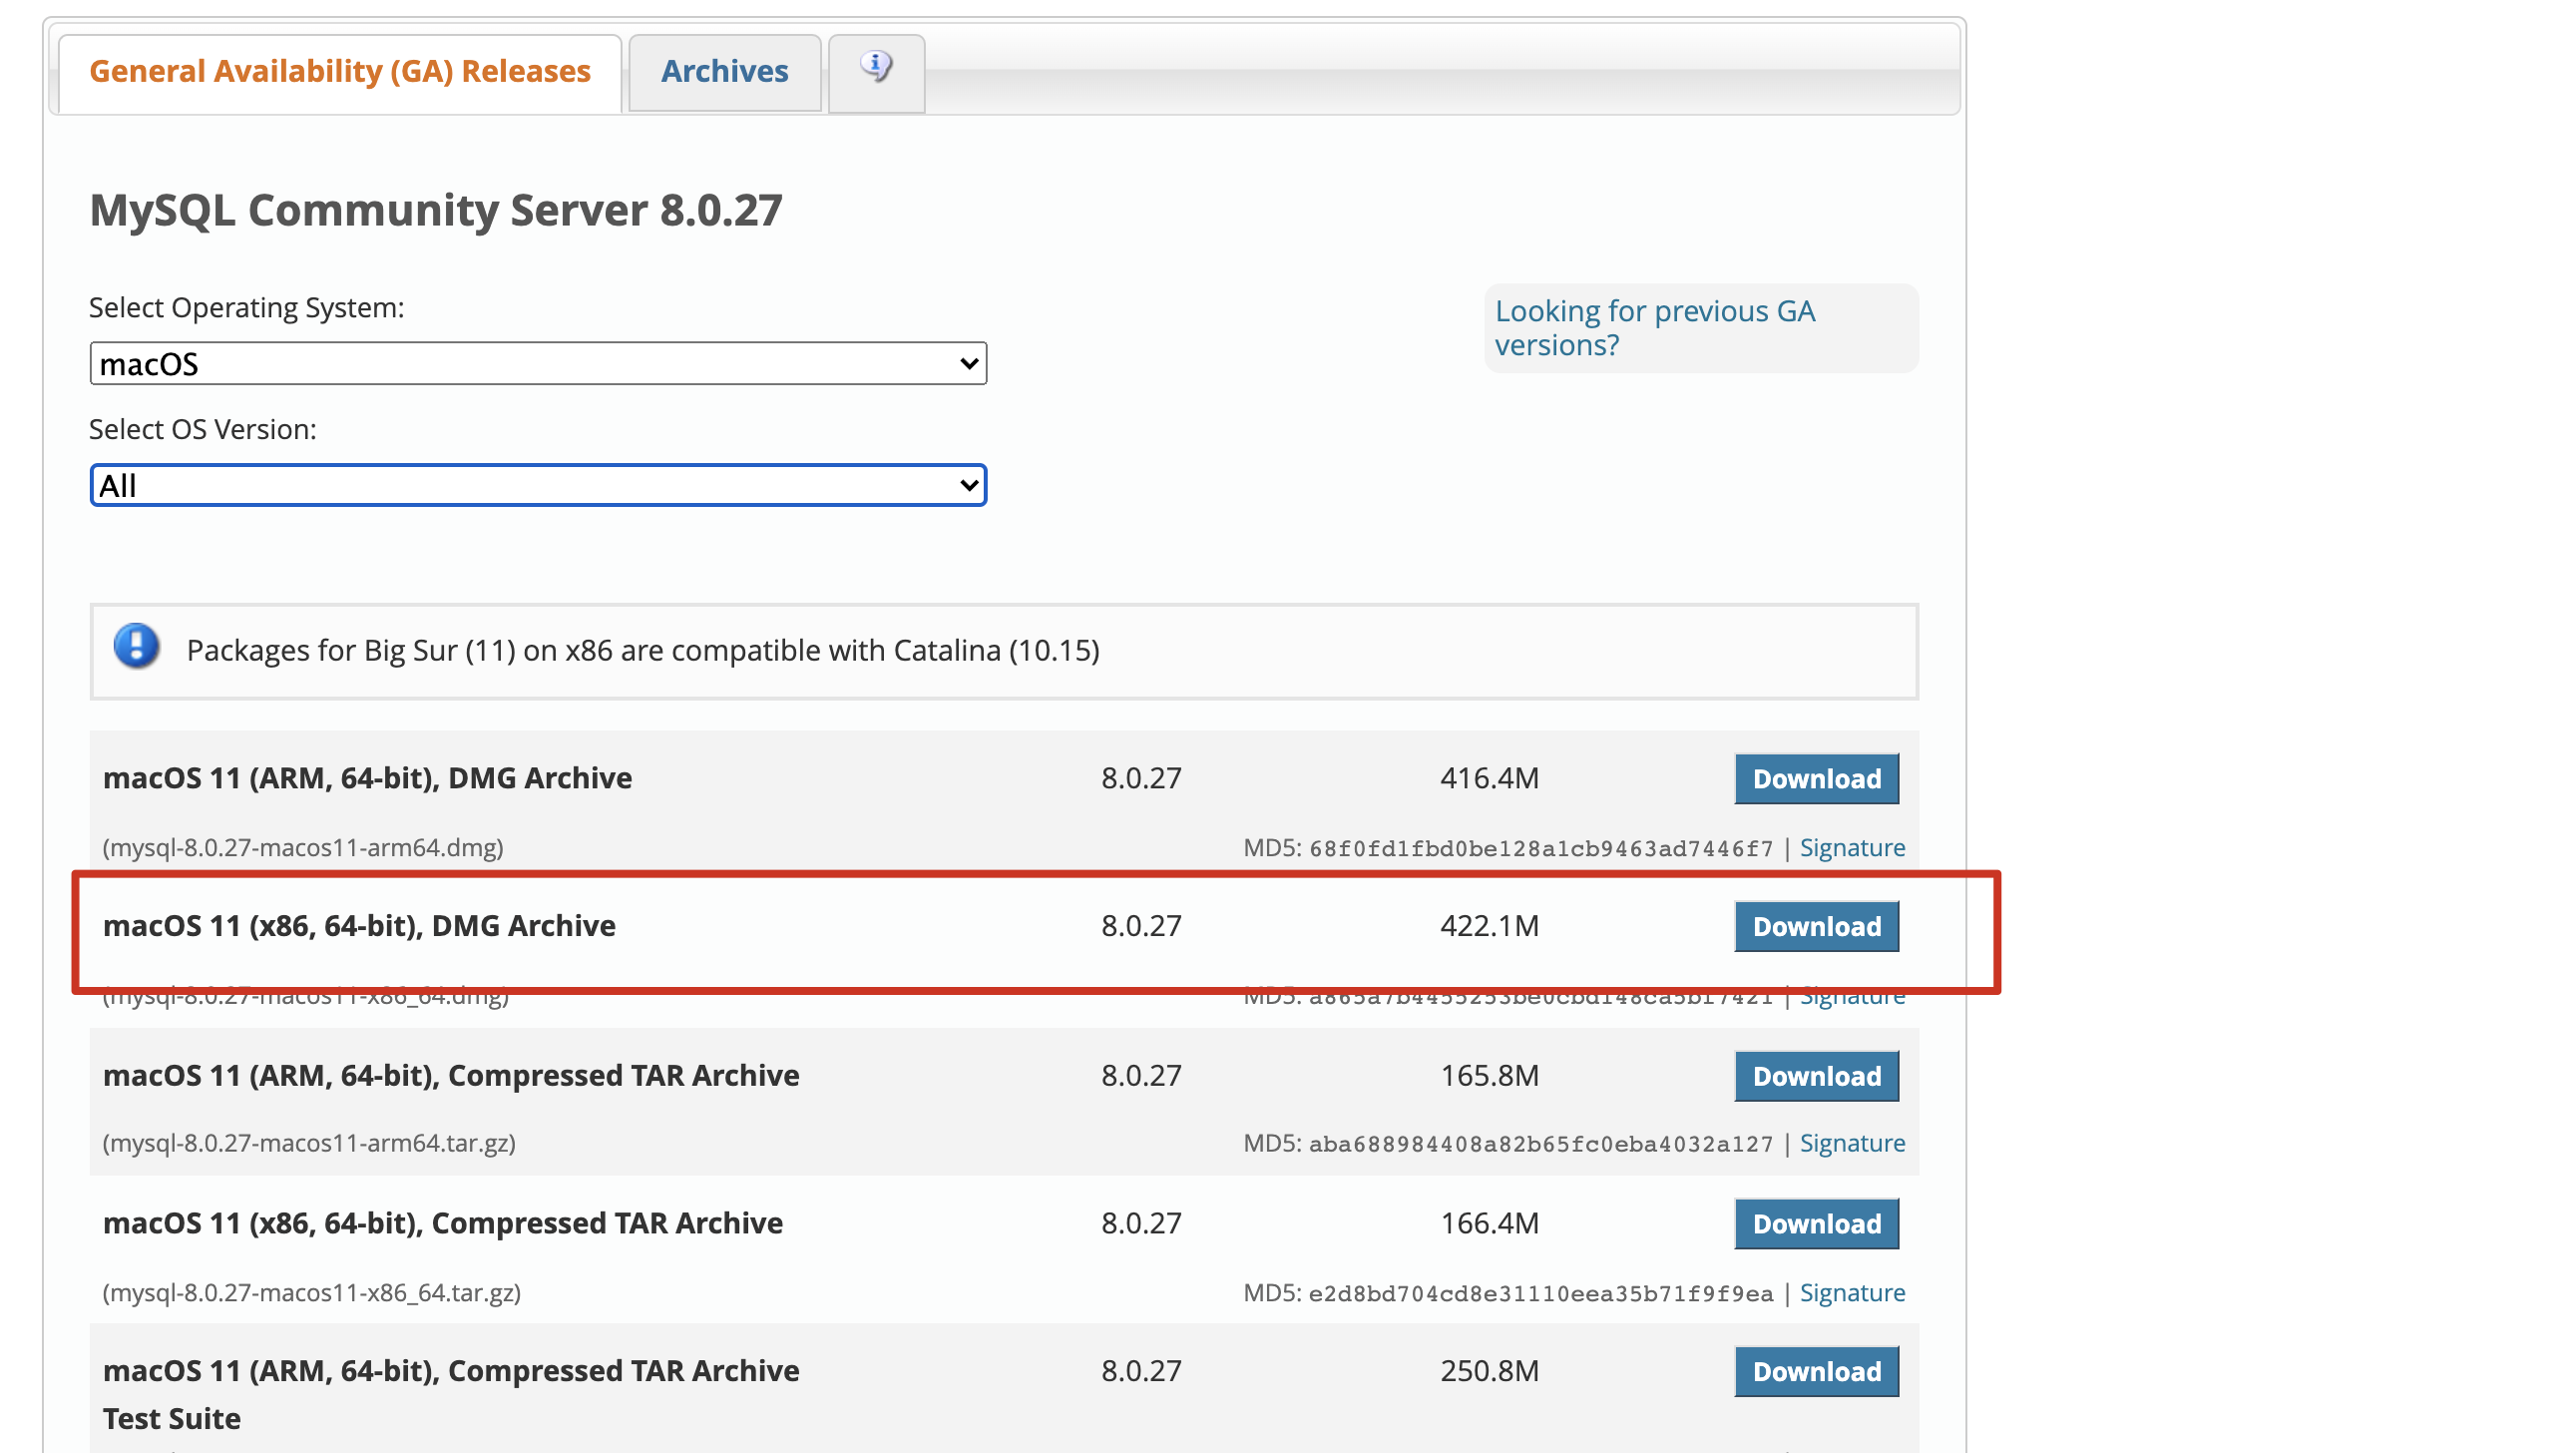 General Availability (GA) Releases
Archives
MySQL Community Server 8.0.27
Select Operating System:
Looking for previous GA
versions?
macOS
Select OS Version:
All
Packages for Big Sur (11) on x86 are compatible with Catalina (10.15)
macOS 11 (ARM, 64-bit), DMG Archive 8.0.27 416.4M Download
(mysql-8.0.27-macos11-arm64.dmg) MD5: 68f0fd1fbd0be128a1cb9463ad7446f7 | Signature
macOS 11 (x86, 64-bit), DMG Archive 8.0.27 422.1M Download
(mysql-8.0.27-macos11-x86_64.dmg) MD5: | Signature
macOS 11 (ARM, 64-bit), Compressed TAR Archive 8.0.27 165.8M Download
(mysql-8.0.27-macos11-arm64.tar.gz) MD5: aba688984408a82b65fc0eba4032a127 | Signature
macOS 11 (x86, 64-bit), Compressed TAR Archive 8.0.27 166.4M Download
(mysql-8.0.27-macos11-x86_64.tar.gz) MD5: e2d8bd704cd8e31110eea35b71f9f9ea | Signature
macOS 11 (ARM, 64-bit), Compressed TAR Archive 8.0.27 250.8M Download
Test Suite